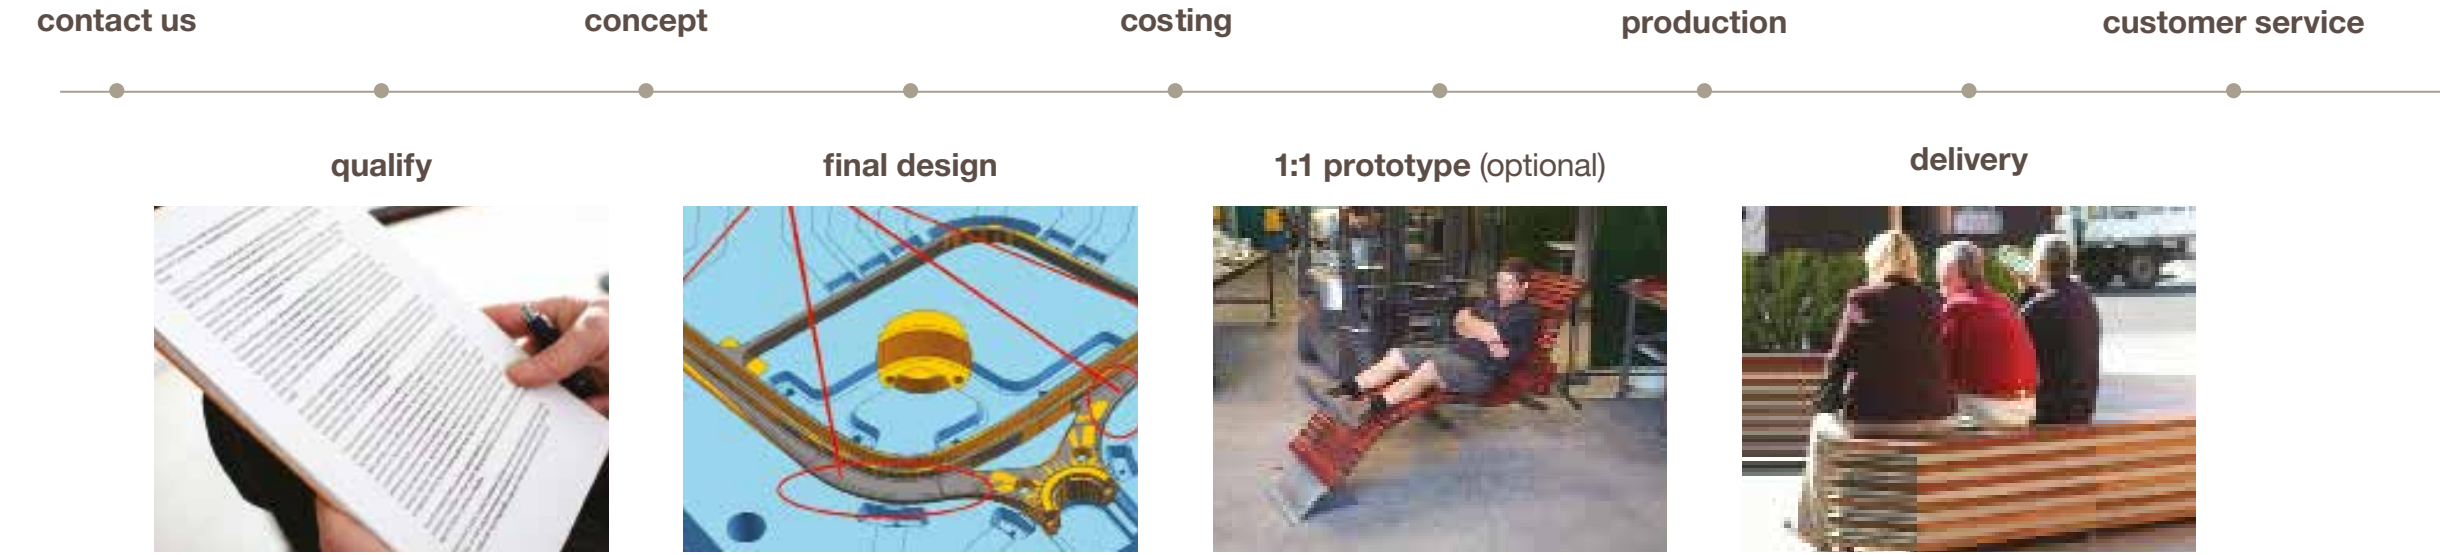 contact us
concept
costing
production
customer service
qualify
final design
1:1 prototype (optional)
delivery